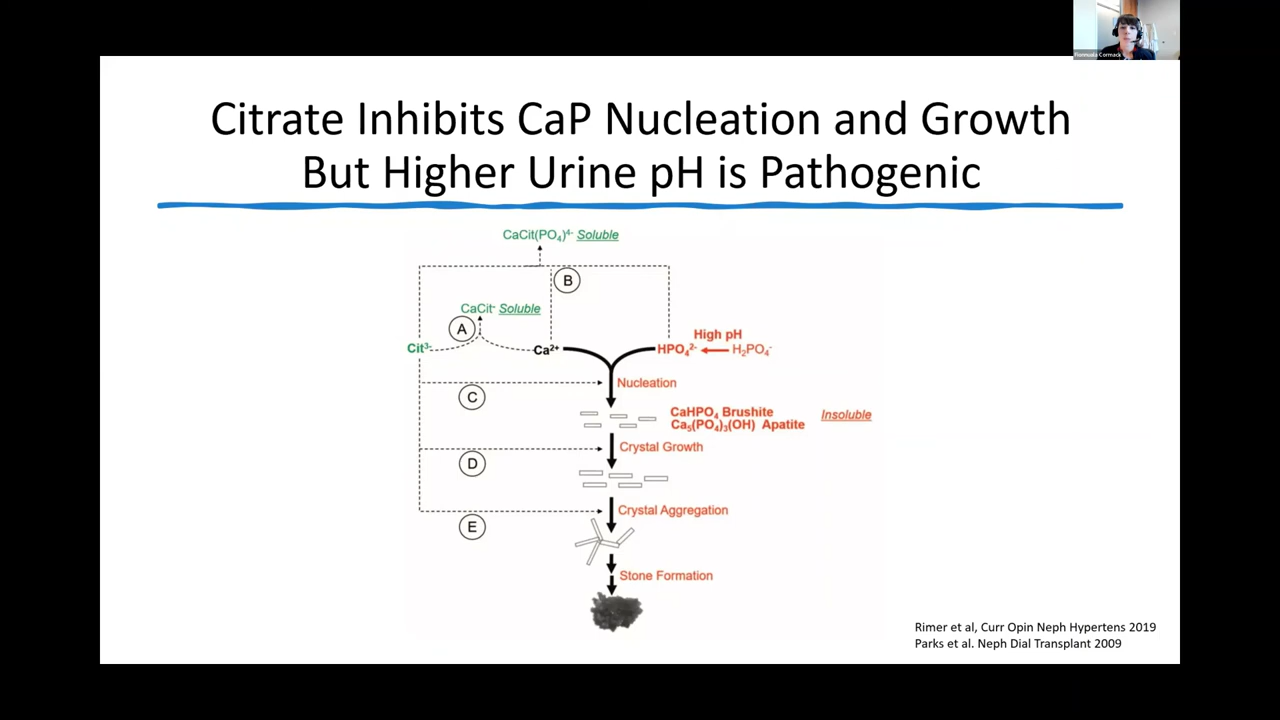 Fionnuala Cormack
Citrate Inhibits CaP Nucleation and Growth
But Higher Urine pH is Pathogenic
CaCit(PO₄)⁴⁻ Soluble
B
CaCit⁻ Soluble
A
High pH
Cit³⁻ Ca²⁺ HPO₄²⁻ H₂PO₄⁻
Nucleation
C
CaHPO₄ Brushite Insoluble
Ca₅(PO₄)₃(OH) Apatite
Crystal Growth
D
Crystal Aggregation
E
Stone Formation
Rimer et al, Curr Opin Neph Hypertens 2019
Parks et al. Neph Dial Transplant 2009